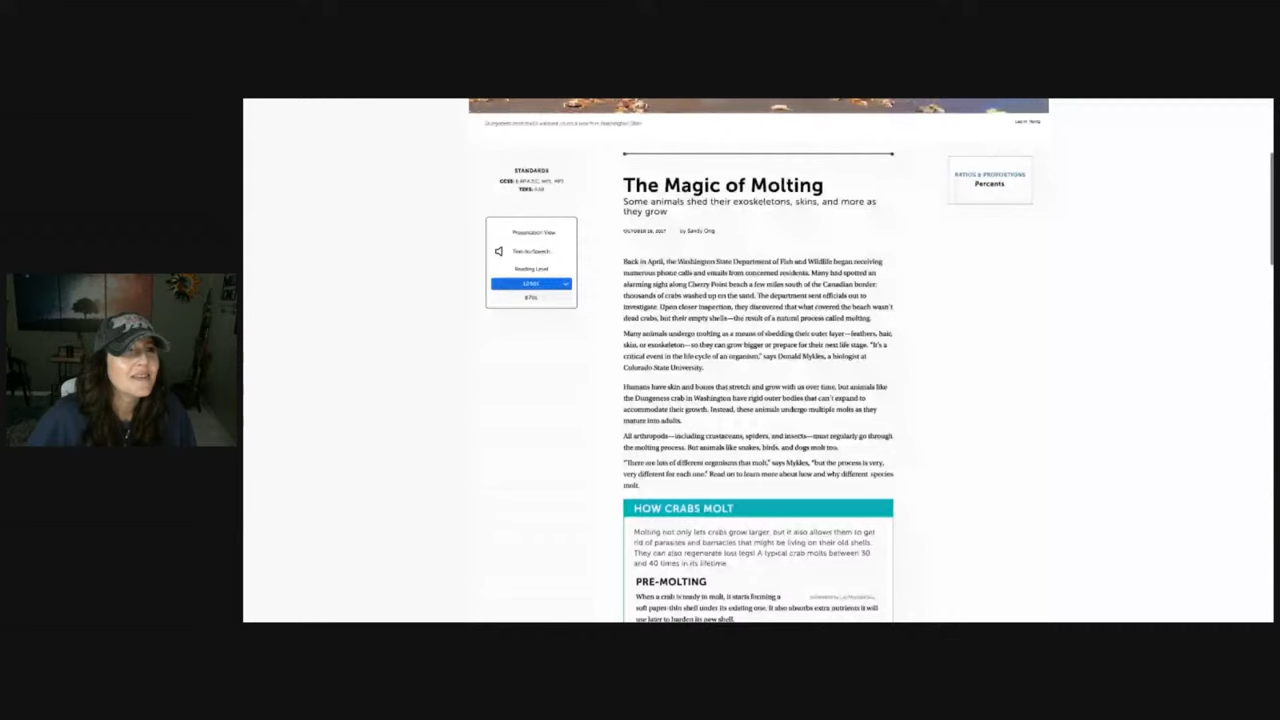 Log in
STANDARDS
RATIOS & PROPORTIONS
Percents
The Magic of Molting
Some animals shed their exoskeletons, skins, and more as
they grow
OCTOBER by Sandy Ong
Presentation View
Text-to-Speech
Reading Level
Back in April, the Washington State Department of Fish and Wildlife began receiving
numerous phone calls and emails from concerned residents. Many had spotted an
alarming sight along Cherry Point beach a few miles south of the Canadian border:
thousands of crabs washed up on the sand. The department sent officials out to
investigate. Upon closer inspection, they discovered that what covered the beach wasn't
dead crabs, but their empty shells—the result of a natural process called molting.
Many animals undergo molting as a means of shedding their outer layer—feathers, hair,
skin, or exoskeleton—so they can grow bigger or prepare for their next life stage. "It's a
critical event in the life cycle of an organism," says Donald Mykles, a biologist at
Colorado State University.
Humans have skin and bones that stretch and grow with us over time, but animals like
the Dungeness crab in Washington have rigid outer bodies that can't expand to
accommodate their growth. Instead, these animals undergo multiple molts as they
mature into adults.
All arthropods—including crustaceans, spiders, and insects—must regularly go through
the molting process. But animals like snakes, birds, and dogs molt too.
"There are lots of different organisms that molt," says Mykles, "but the process is very,
very different for each one." Read on to learn more about how and why different species
molt.
HOW CRABS MOLT
Molting not only lets crabs grow larger, but it also allows them to get
rid of parasites and barnacles that might be living on their old shells.
They can also regenerate lost legs! A typical crab molts between 30
and 40 times in its lifetime.
PRE-MOLTING
When a crab is ready to molt, it starts forming a
soft paper-thin shell under its existing one. It also absorbs extra nutrients it will
use later to harden its new shell.